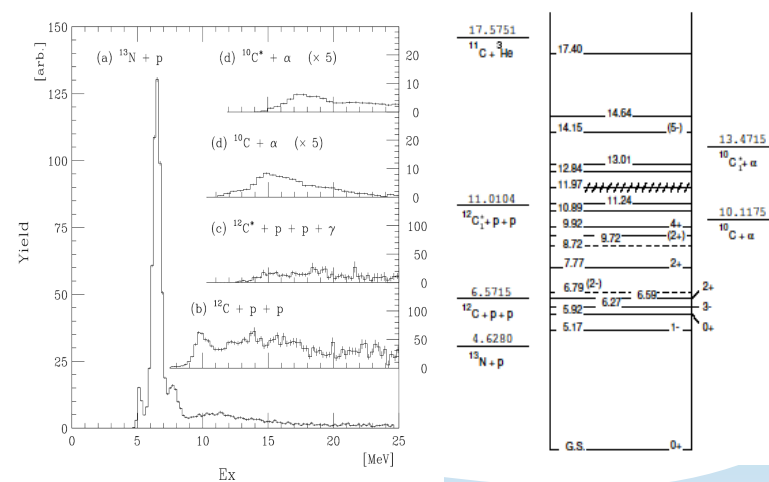 150
125
100
75
50
25
0
Yield
[arb.]
(a) ¹³N + p
(d) ¹⁰C* + α (× 5)
20
10
0
(d) ¹⁰C + α (× 5)
20
10
0
(c) ¹²C* + p + p + γ
100
50
0
(b) ¹²C + p + p
100
50
0
0 5 10 15 20 25
[MeV]
Ex
17.5751
¹¹C + ³He
11.0104
¹²C₁*+ p + p
6.5715
¹²C + p + p
4.6280
¹³N + p
17.40
14.64
14.15 (5-)
13.01
12.84
11.97
11.24
10.89
9.92 4+
9.72 (2+)
8.72
7.77 2+
6.79 (2-)
6.59 2+
6.27 3-
5.92 0+
5.17 1-
G.S. 0+
13.4715
¹⁰C₁*+ α
10.1175
¹⁰C + α